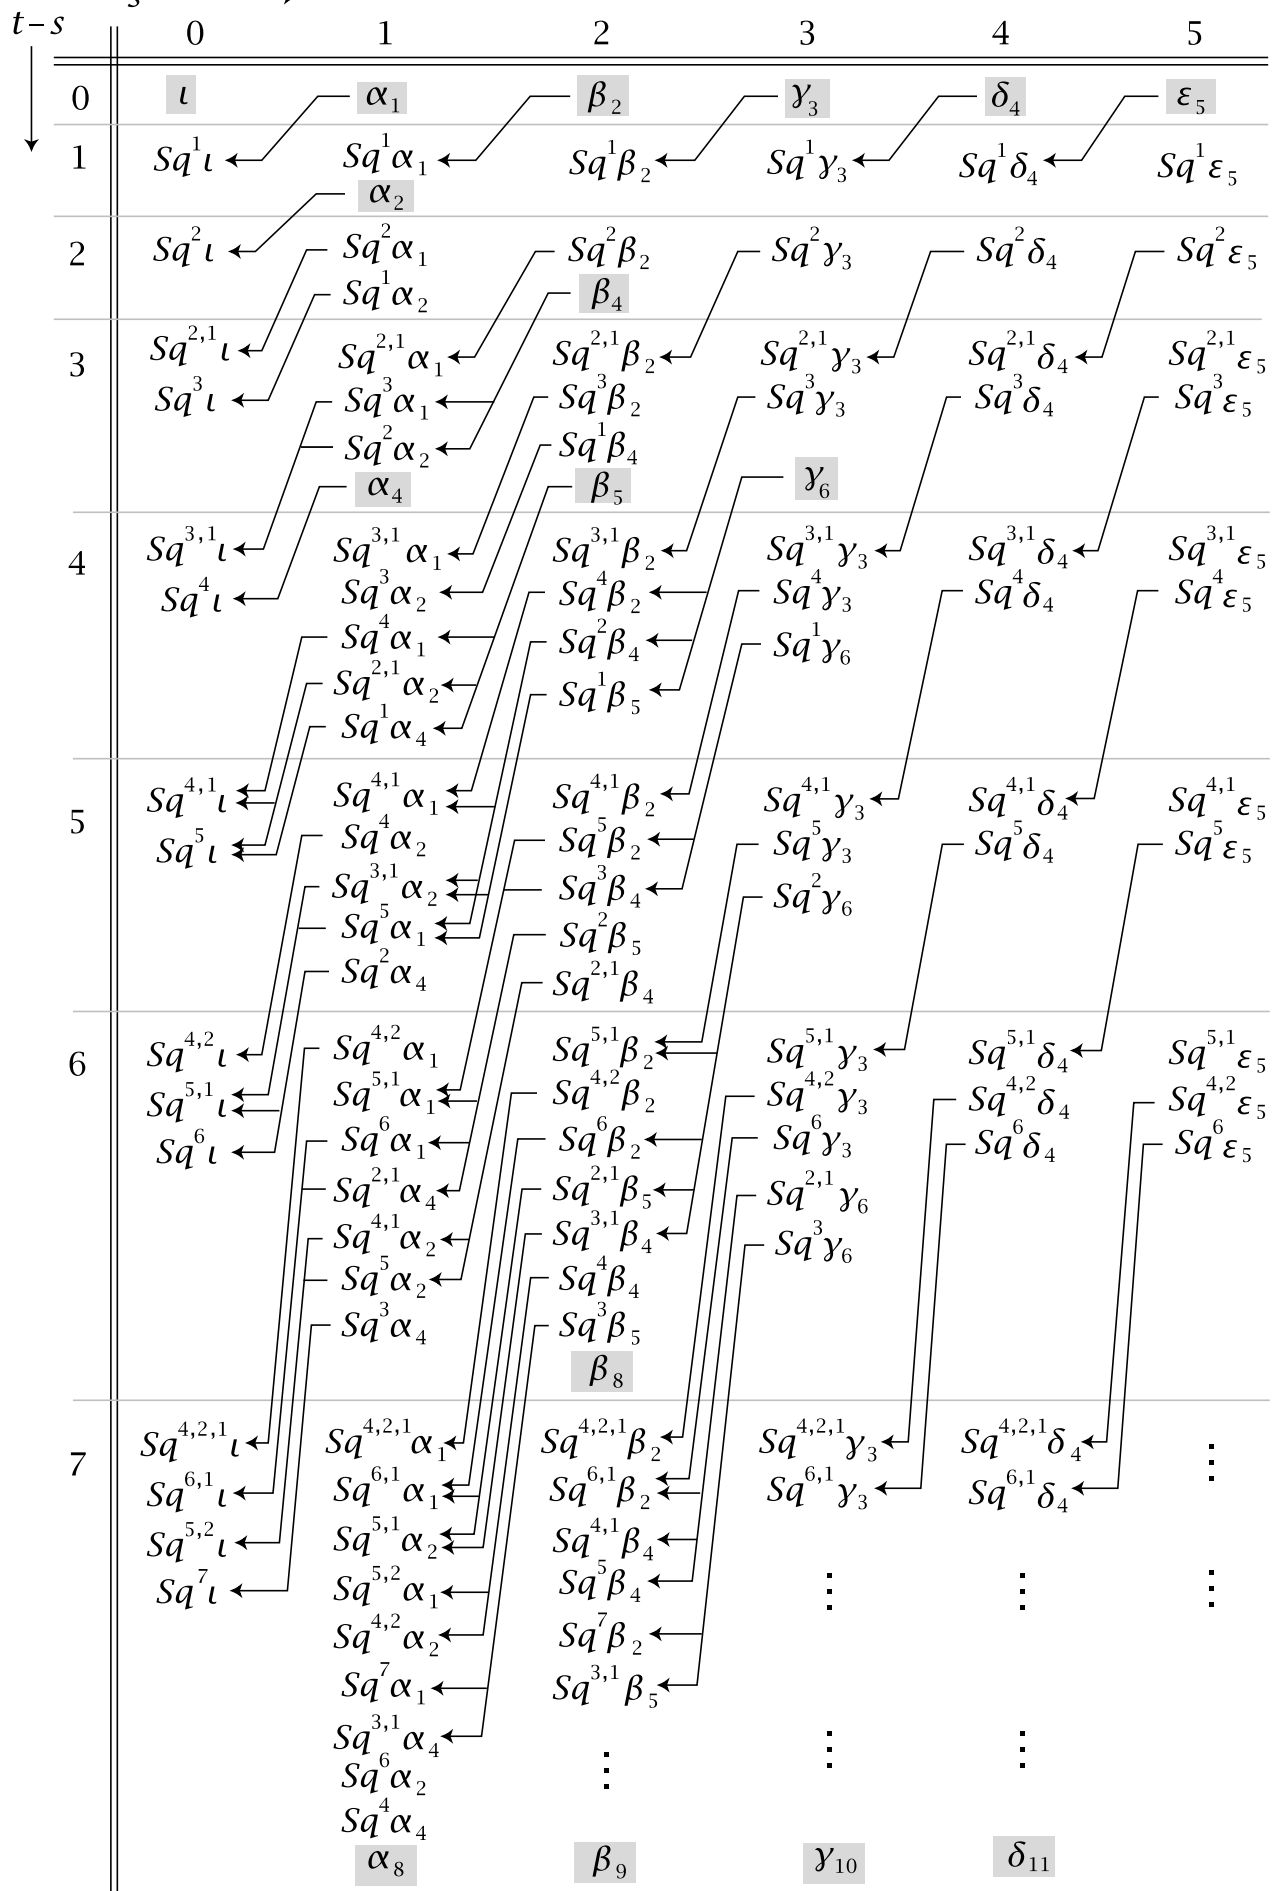 t – s
0 1 2 3 4 5
0 ι α₁ β₂ γ₃ δ₄ ε₅
1 Sq¹ι Sq¹α₁ Sq¹β₂ Sq¹γ₃ Sq¹δ₄ Sq¹ε₅
α₂
2 Sq²ι Sq²α₁ Sq²β₂ Sq²γ₃ Sq²δ₄ Sq²ε₅
Sq¹α₂ β₄
3 Sq²,¹ι Sq²,¹α₁ Sq²,¹β₂ Sq²,¹γ₃ Sq²,¹δ₄ Sq²,¹ε₅
Sq³ι Sq³α₁ Sq³β₂ Sq³γ₃ Sq³δ₄ Sq³ε₅
Sq²α₂ Sq¹β₄
α₄ β₅ γ₆
4 Sq³,¹ι Sq³,¹α₁ Sq³,¹β₂ Sq³,¹γ₃ Sq³,¹δ₄ Sq³,¹ε₅
Sq⁴ι Sq³α₂ Sq⁴β₂ Sq⁴γ₃ Sq⁴δ₄ Sq⁴ε₅
Sq⁴α₁ Sq²β₄ Sq¹γ₆
Sq²,¹α₂ Sq¹β₅
Sq¹α₄
5 Sq⁴,¹ι Sq⁴,¹α₁ Sq⁴,¹β₂ Sq⁴,¹γ₃ Sq⁴,¹δ₄ Sq⁴,¹ε₅
Sq⁵ι Sq⁴α₂ Sq⁵β₂ Sq⁵γ₃ Sq⁵δ₄ Sq⁵ε₅
Sq³,¹α₂ Sq³β₄ Sq²γ₆
Sq⁵α₁ Sq²β₅
Sq²α₄ Sq²,¹β₄
6 Sq⁴,²ι Sq⁴,²α₁ Sq⁵,¹β₂ Sq⁵,¹γ₃ Sq⁵,¹δ₄ Sq⁵,¹ε₅
Sq⁵,¹ι Sq⁵,¹α₁ Sq⁴,²β₂ Sq⁴,²γ₃ Sq⁴,²δ₄ Sq⁴,²ε₅
Sq⁶ι Sq⁶α₁ Sq⁶β₂ Sq⁶γ₃ Sq⁶δ₄ Sq⁶ε₅
Sq²,¹α₄ Sq²,¹β₅ Sq²,¹γ₆
Sq⁴,¹α₂ Sq³,¹β₄ Sq³γ₆
Sq⁵α₂ Sq⁴β₄
Sq³α₄ Sq³β₅
β₈
7 Sq⁴,²,¹ι Sq⁴,²,¹α₁ Sq⁴,²,¹β₂ Sq⁴,²,¹γ₃ Sq⁴,²,¹δ₄ ⋮
Sq⁶,¹ι Sq⁶,¹α₁ Sq⁶,¹β₂ Sq⁶,¹γ₃ Sq⁶,¹δ₄
Sq⁵,²ι Sq⁵,¹α₂ Sq⁴,¹β₄
Sq⁷ι Sq⁵,²α₁ Sq⁵β₄ ⋮ ⋮ ⋮
Sq⁴,²α₂ Sq⁷β₂
Sq⁷α₁ Sq³,¹β₅
Sq³,¹α₄ ⋮ ⋮ ⋮
Sq⁶α₂
Sq⁴α₄
α₈ β₉ γ₁₀ δ₁₁